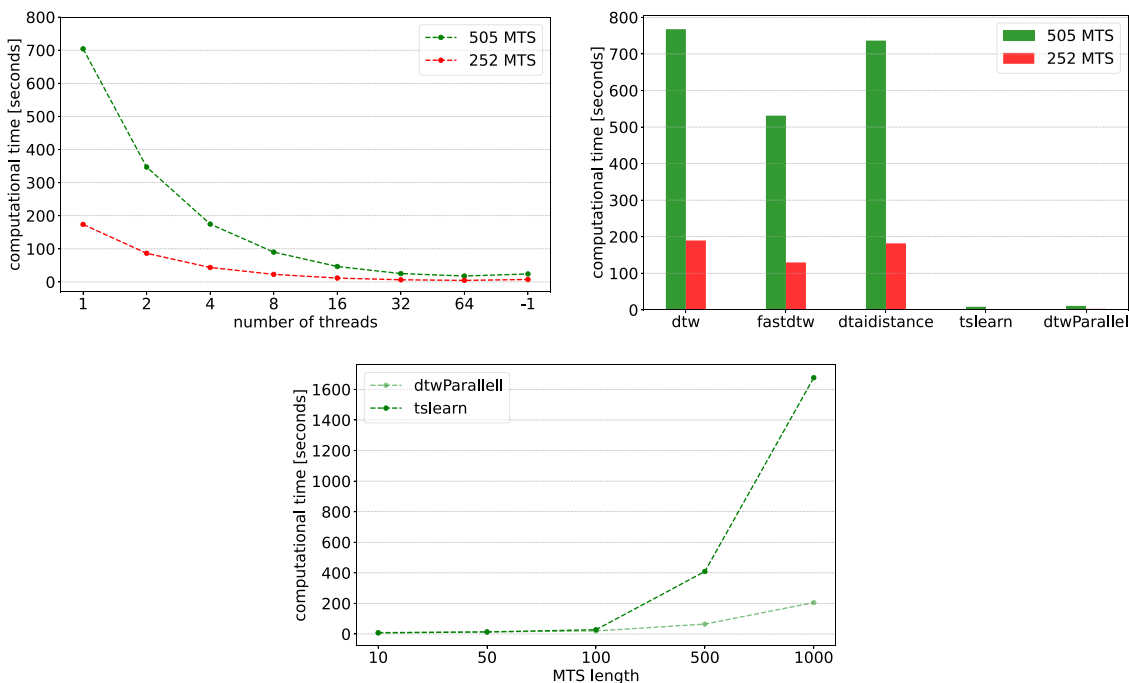 800
700
600
500
400
300
200
100
0
computational time [seconds]
505 MTS
252 MTS
1 2 4 8 16 32 64 -1
number of threads
800
700
600
500
400
300
200
100
0
computational time [seconds]
505 MTS
252 MTS
dtw fastdtw dtaidistance tslearn dtwParallel
1600
1400
1200
1000
800
600
400
200
0
computational time [seconds]
dtwParallell
tslearn
10 50 100 500 1000
MTS length